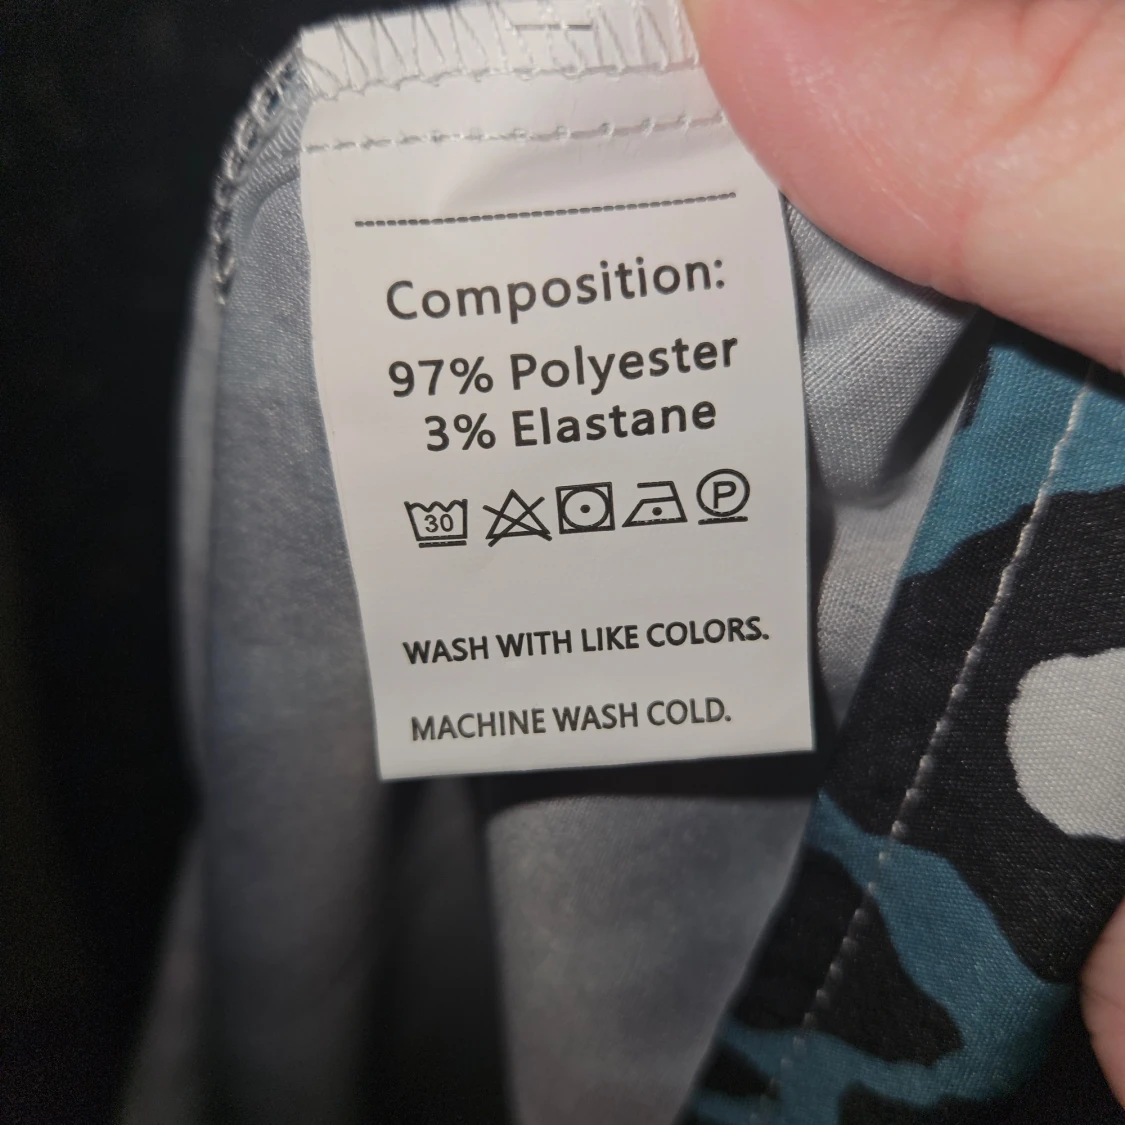 Composition:
97% Polyester
3% Elastane
30 P
WASH WITH LIKE COLORS.
MACHINE WASH COLD.